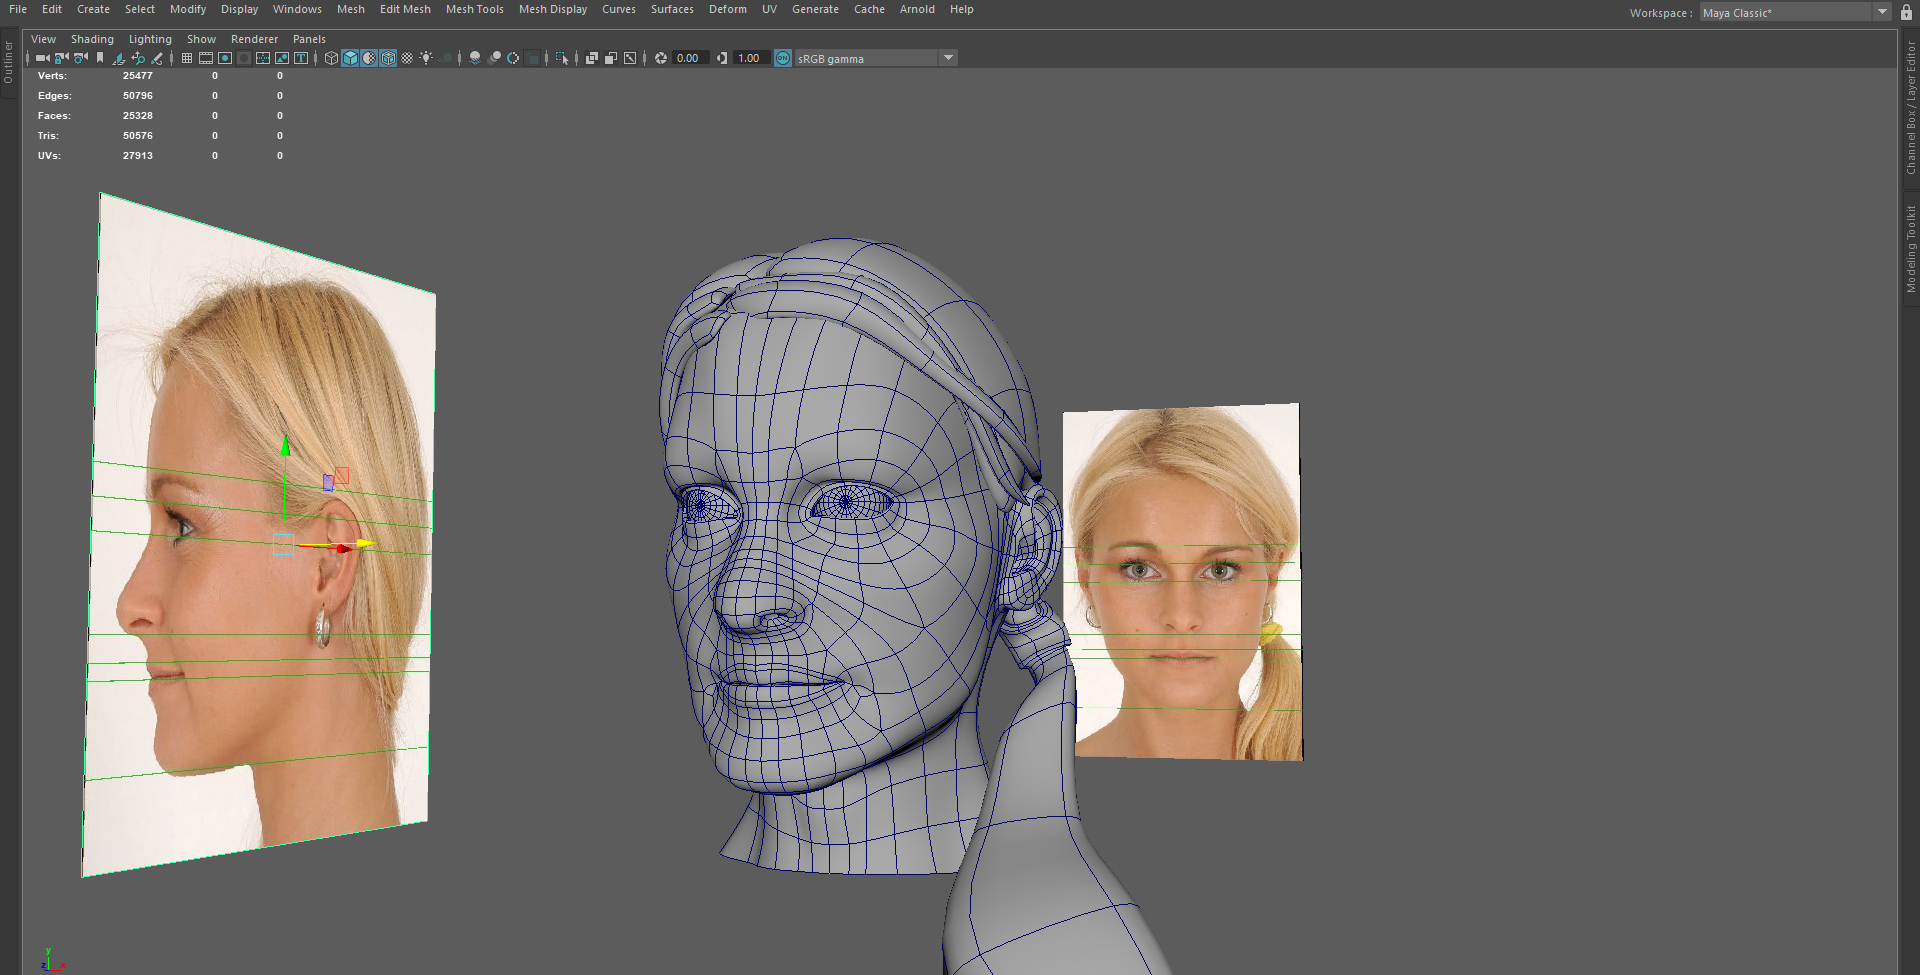 File Edit Create Select Modify Display Windows Mesh Edit Mesh Mesh Tools Mesh Display Curves Surfaces Deform UV Generate Cache Arnold Help
Workspace : Maya Classic*
View Shading Lighting Show Renderer Panels
0.00 1.00 ON sRGB gamma
Verts: 25477 0 0
Edges: 50796 0 0
Faces: 25328 0 0
Tris: 50576 0 0
UVs: 27913 0 0
Outliner
Channel Box / Layer Editor
Modeling Toolkit
y
z x